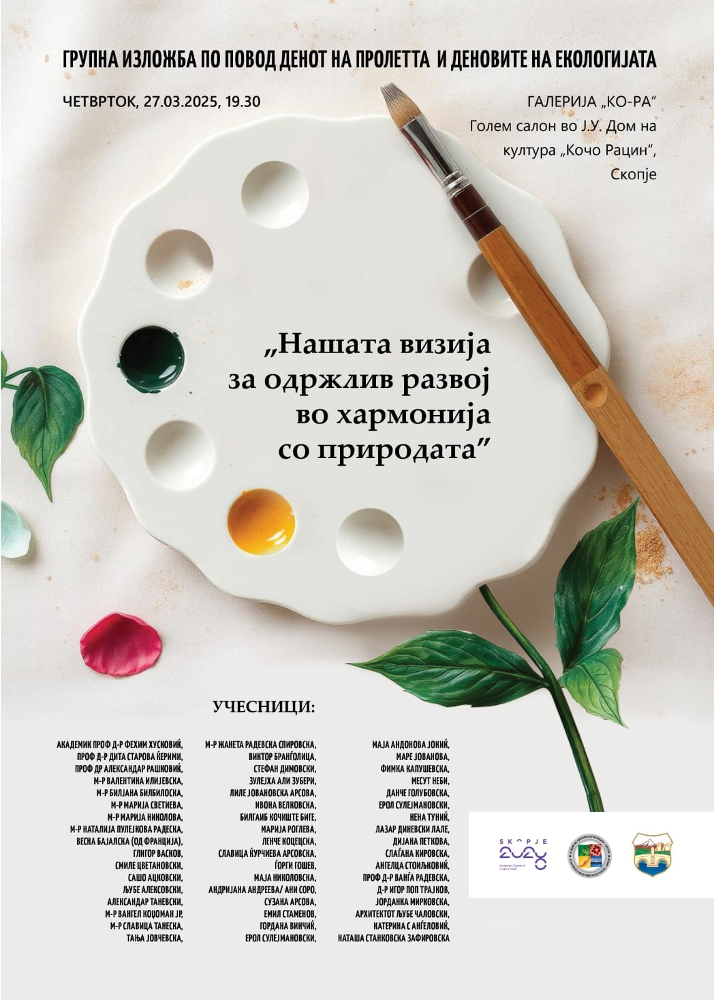 ГРУПНА ИЗЛОЖБА ПО ПОВОД ДЕНОТ НА ПРОЛЕТТА И ДЕНОВИТЕ НА ЕКОЛОГИЈАТА
ЧЕТВРТОК, 27.03.2025, 19.30
ГАЛЕРИЈА „КО-РА“
Голем салон во Ј.У. Дом на
култура „Кочо Рацин“,
Скопје
„Нашата визија
за одржлив развој
во хармонија
со природата”
УЧЕСНИЦИ:
АКАДЕМИК ПРОФ Д-Р ФЕХИМ ХУСКОВИЌ,
ПРОФ Д-Р ДИТА СТАРОВА ЌЕРИМИ,
ПРОФ ДР АЛЕКСАНДАР РАШКОВИЌ,
М-Р ВАЛЕНТИНА ИЛИЈЕВСКА,
М-Р БИЛЈАНА БИЛБИЛОСКА,
М-Р МАРИЈА СВЕТИЕВА,
М-Р МАРИЈА НИКОЛОВА,
М-Р НАТАЛИЈА ПУЛЕЈКОВА РАДЕСКА,
ВЕСНА БАЈАЛСКА (ОД ФРАНЦИЈА),
ГЛИГОР ВАСКОВ,
СМИЛЕ ЦВЕТАНОВСКИ,
САШО АЦКОВСКИ,
ЉУБЕ АЛЕКСОВСКИ,
АЛЕКСАНДАР ТАНЕВСКИ,
М-Р ВАНГЕЛ КОЏОМАН ЈР,
М-Р СЛАВИЦА ТАНЕСКА,
ТАЊА ЈОВЧЕВСКА,
М-Р ЖАНЕТА РАДЕВСКА СПИРОВСКА,
ВИКТОР БРАНЃОЛИЦА,
СТЕФАН ДИМОВСКИ,
ЗУЛЕЈХА АЛИ ЗУБЕРИ,
ЛИЛЕ ЈОВАНОВСКА АРСОВА,
ИВОНА ВЕЛКОВСКА,
БИЛГАИБ КОЧИШТЕ БИГЕ,
МАРИЈА РОГЛЕВА,
ЛЕНЧЕ КОЦЕЦСКА,
СЛАВИЦА ЌУРЧИЕВА АРСОВСКА,
ЃОРГИ ГОШЕВ,
МАЈА НИКОЛОВСКА,
АНДРИЈАНА АНДРЕЕВА/ АНИ СОРО,
СУЗАНА АРСОВА,
ЕМИЛ СТАМЕНОВ,
ГОРДАНА ВИНЧИЌ,
ЕРОЛ СУЛЕЈМАНОВСКИ,
МАЈА АНДОНОВА ЈОКИЌ,
МАРЕ ЈОВАНОВА,
ФИМКА КАПУШЕВСКА,
МЕСУТ НЕБИ,
ДАНЧЕ ГОЛУБОВСКА,
ЕРОЛ СУЛЕЈМАНОВСКИ,
НЕНА ТУНИЌ,
ЛАЗАР ДИНЕВСКИ ЛАЛЕ,
ДИЈАНА ПЕТКОВА,
СЛАЃАНА КИРОВСКА,
АНГЕЛЦА СТОИЉКОВИЌ,
ПРОФ Д-Р ВАНЃА РАДЕВСКА,
Д-Р ИГОР ПОП ТРАЈКОВ,
ЈОРДАНКА МИРКОВСКА,
АРХИТЕКТОТ ЉУБЕ ЧАЛОВСКИ,
КАТЕРИНА С АНЃЕЛОВИЌ,
НАТАША СТАНКОВСКА ЗАФИРОВСКА
SKOPJE
2028
European Capital of
Culture 2028